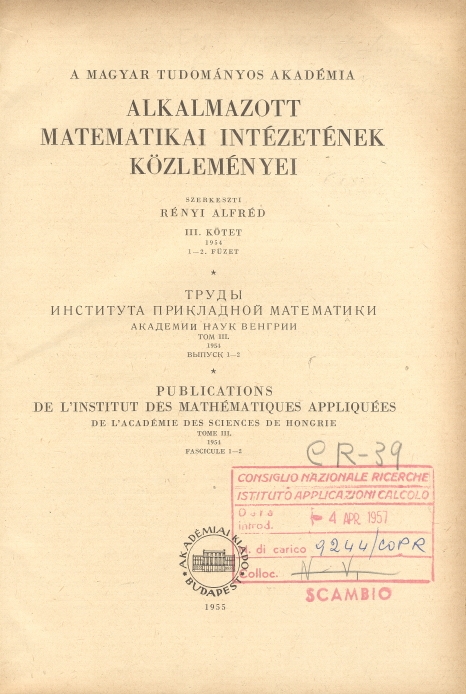 A MAGYAR TUDOMÁNYOS AKADÉMIA
ALKALMAZOTT
MATEMATIKAI INTÉZETÉNEK
KÖZLEMÉNYEI
SZERKESZTI
RÉNYI ALFRÉD
III. KÖTET
1954
1—2. FÜZET
*
ТРУДЫ
ИНСТИТУТА ПРИКЛАДНОЙ МАТЕМАТИКИ
АКАДЕМИИ НАУК ВЕНГРИИ
ТОМ III.
1954
ВЫПУСК 1—2
*
PUBLICATIONS
DE L'INSTITUT DES MATHÉMATIQUES APPLIQUÉES
DE L'ACADÉMIE DES SCIENCES DE HONGRIE
TOME III.
1954
FASCICULE 1—2
CR-39
CONSIGLIO NAZIONALE RICERCHE
ISTITUTO APPLICAZIONI CALCOLO
Data
introd. 4 APR. 1957
N. di carico 9244/COPR
Colloc.
SCAMBIO
AKADÉMIAI KIADÓ
BUDAPEST
1955